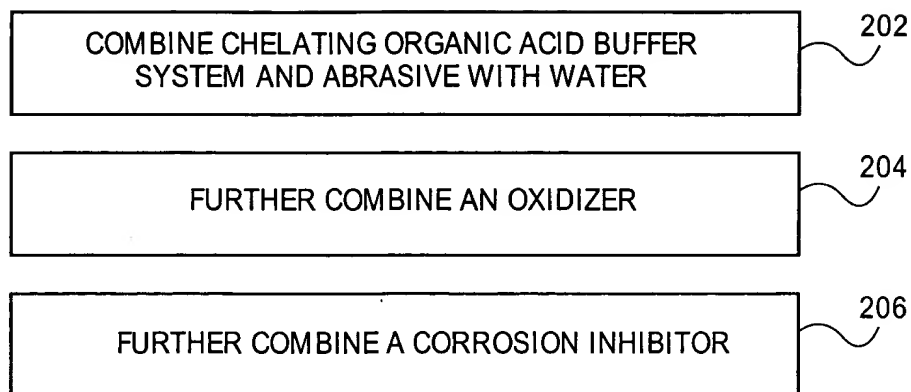 COMBINE CHELATING ORGANIC ACID BUFFER
SYSTEM AND ABRASIVE WITH WATER
202
FURTHER COMBINE AN OXIDIZER
204
FURTHER COMBINE A CORROSION INHIBITOR
206